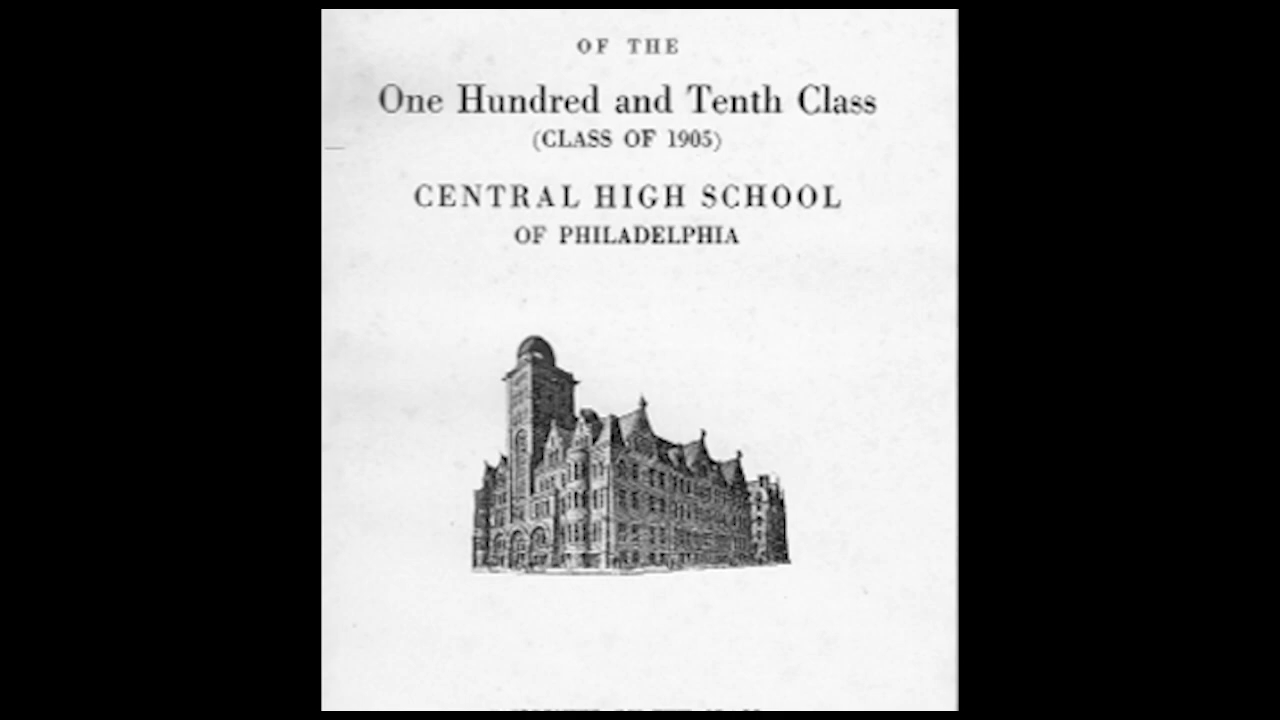 OF THE
One Hundred and Tenth Class
(CLASS OF 1905)
CENTRAL HIGH SCHOOL
OF PHILADELPHIA